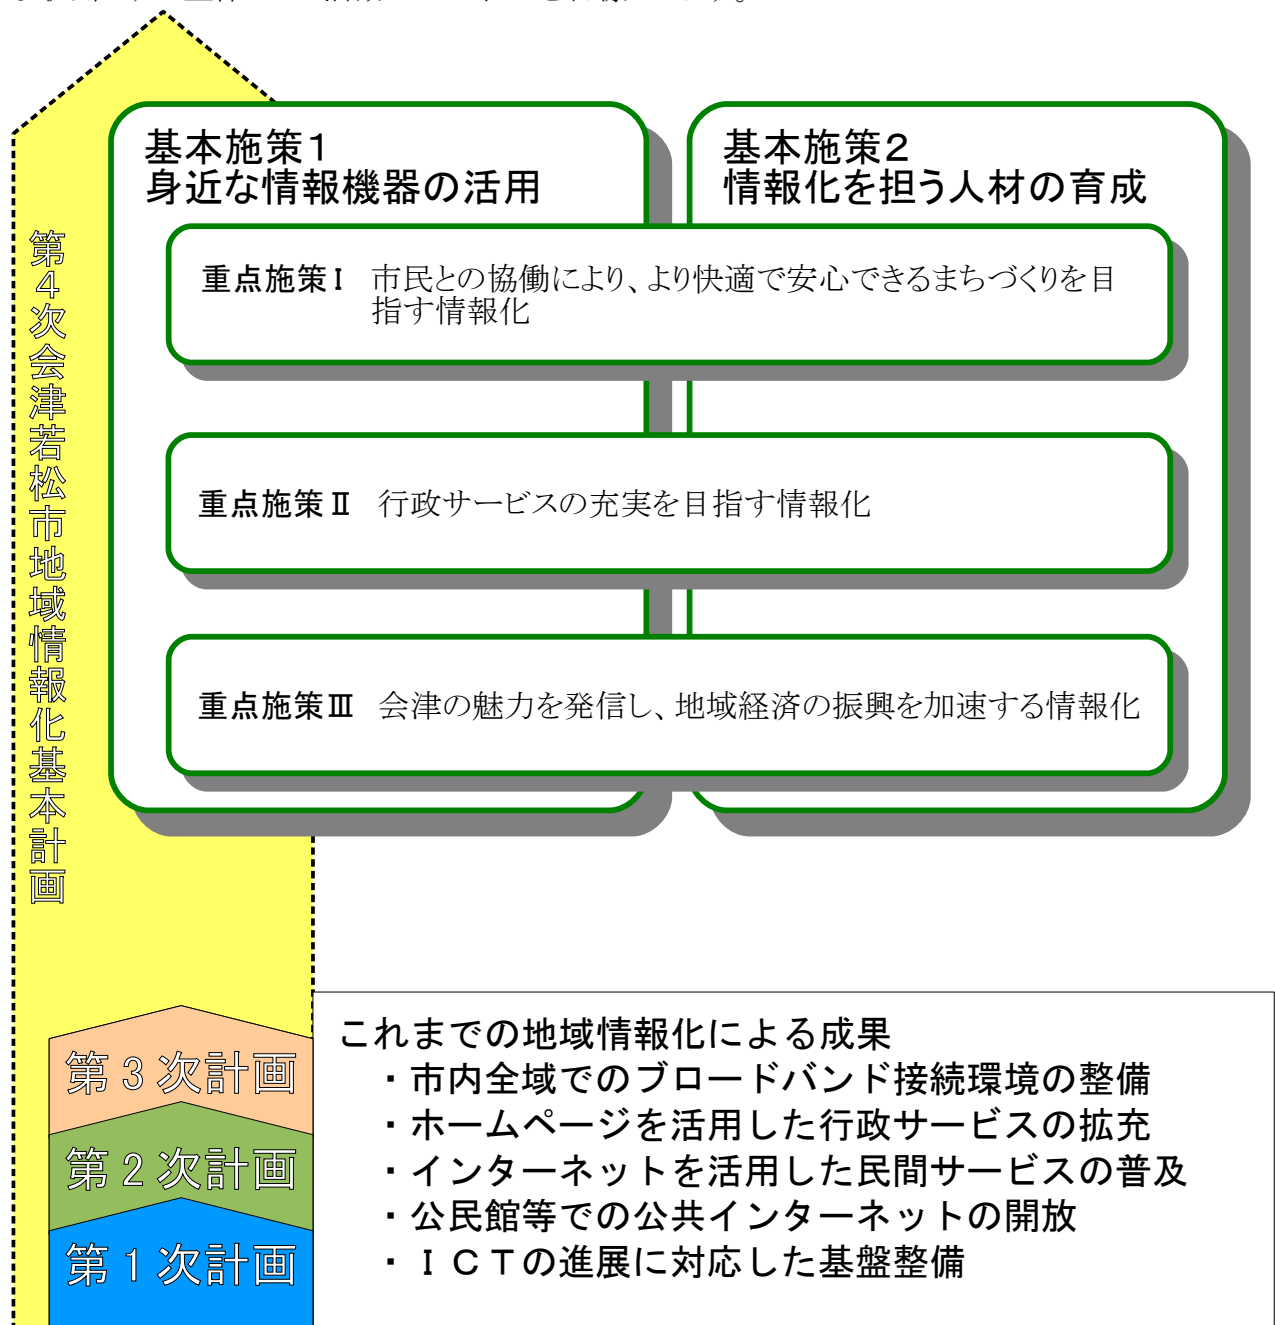 基本施策１
身近な情報機器の活用
基本施策２
情報化を担う人材の育成
重点施策Ⅰ 市民との協働により、より快適で安心できるまちづくりを目
指す情報化
重点施策Ⅱ 行政サービスの充実を目指す情報化
重点施策Ⅲ 会津の魅力を発信し、地域経済の振興を加速する情報化
第４次会津若松市地域情報化基本計画
第３次計画
第２次計画
第１次計画
これまでの地域情報化による成果
・市内全域でのブロードバンド接続環境の整備
・ホームページを活用した行政サービスの拡充
・インターネットを活用した民間サービスの普及
・公民館等での公共インターネットの開放
・ＩＣＴの進展に対応した基盤整備